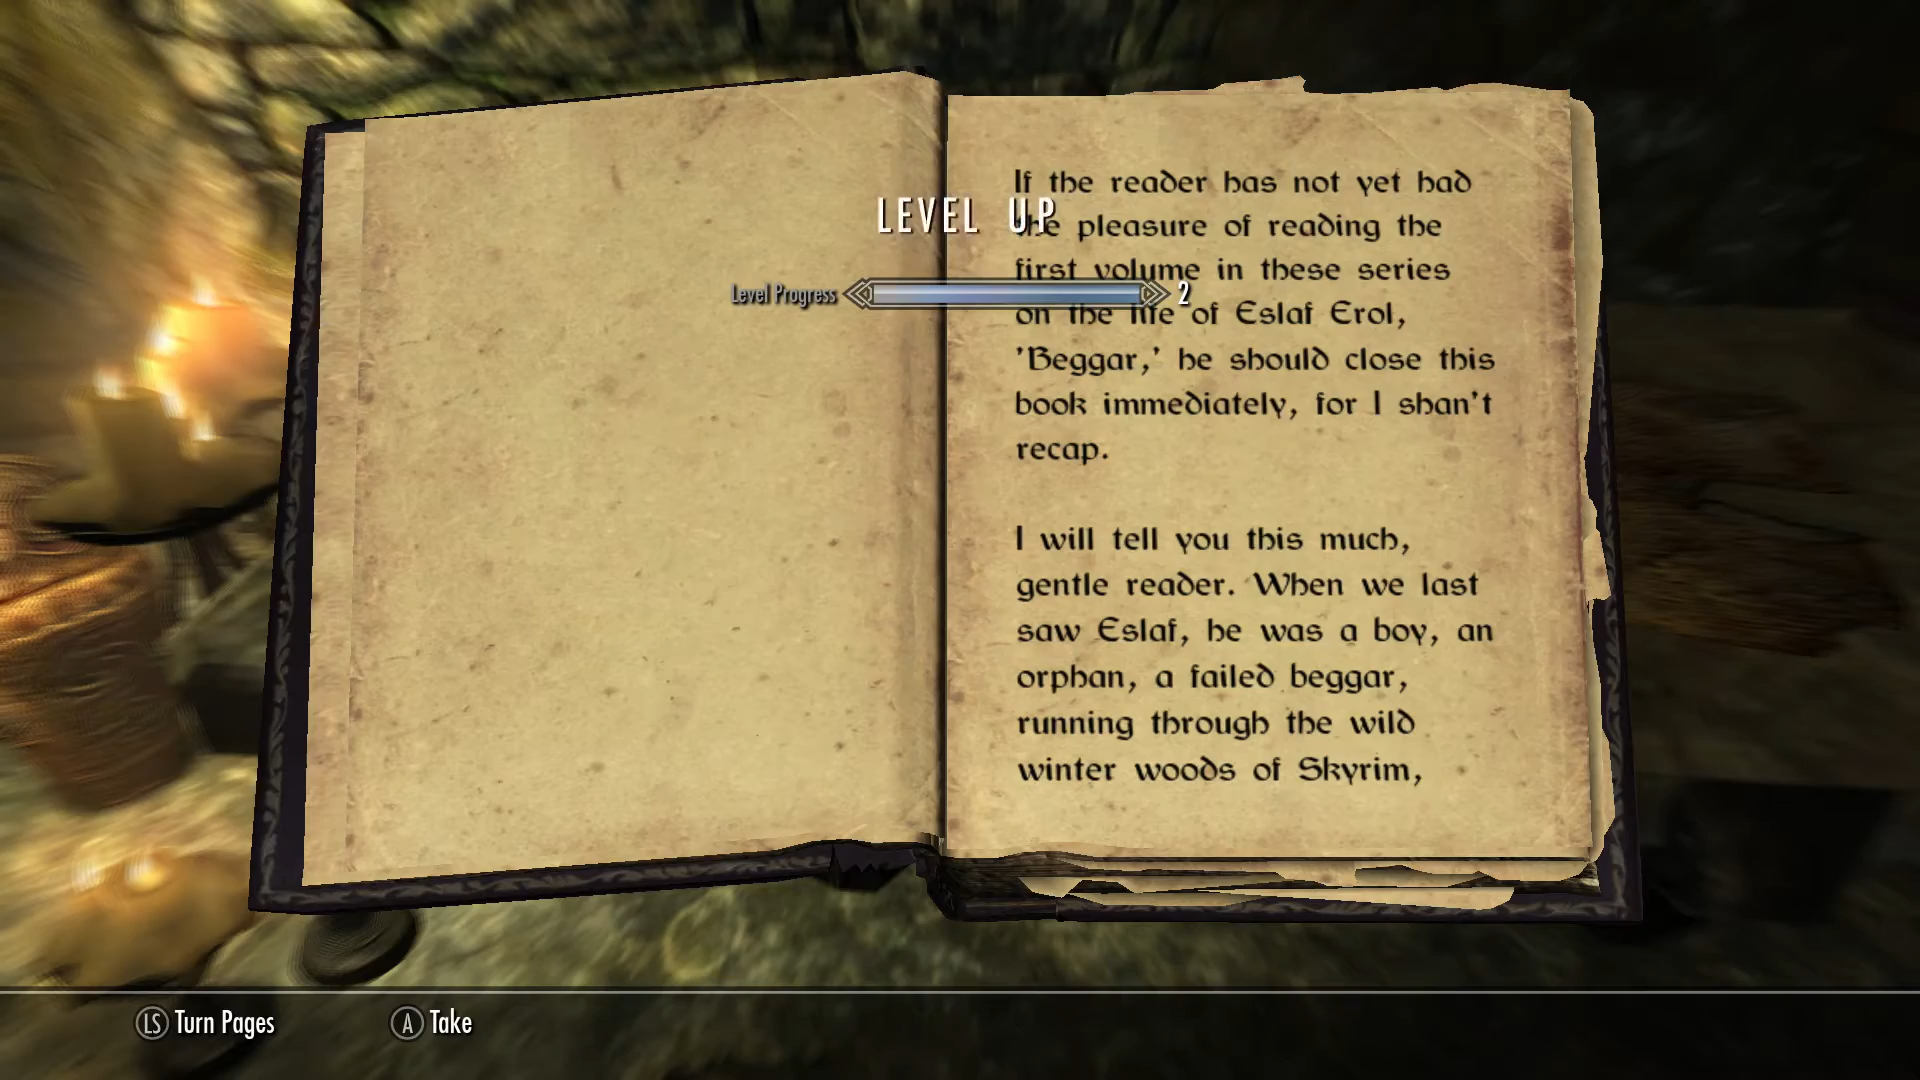 If the reader has not yet had
the pleasure of reading the
first volume in these series
on the life of Eslaf Erol,
'Beggar,' he should close this
book immediately, for I shan't
recap.
I will tell you this much,
gentle reader. When we last
saw Eslaf, he was a boy, an
orphan, a failed beggar,
running through the wild
winter woods of Skyrim,
LEVEL UP
Level Progress 2
LS Turn Pages A Take